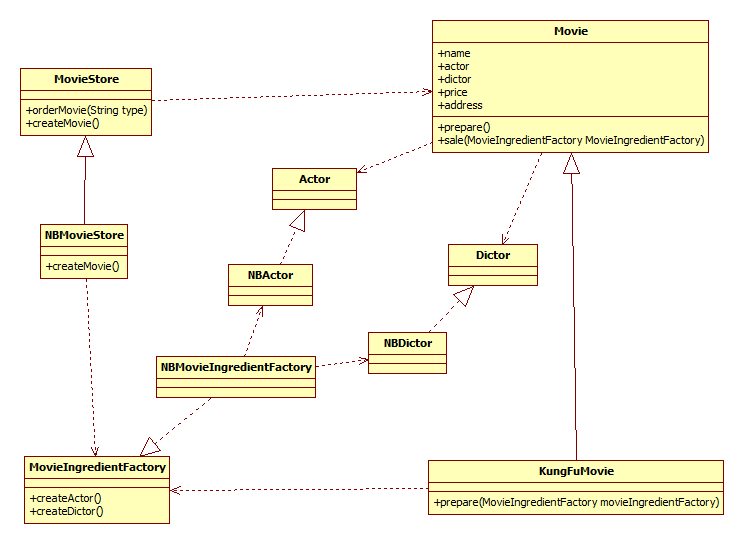 Movie
+name
+actor
+dictor
+price
+address
+prepare()
+sale(MovieIngredientFactory MovieIngredientFactory)
MovieStore
+orderMovie(String type)
+createMovie()
Actor
NBMovieStore
+createMovie()
Dictor
NBActor
NBDictor
NBMovieIngredientFactory
MovieIngredientFactory
+createActor()
+createDictor()
KungFuMovie
+prepare(MovieIngredientFactory movieIngredientFactory)